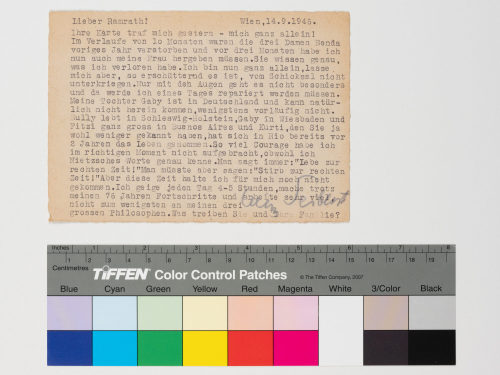 Lieber Ramrath! Wien,14.9.1946.
Ihre Karte traf mich gestern - mich ganz allein!
Im Verlaufe von 10 Monaten waren die drei Damen Benda
voriges Jahr verstorben und vor drei Monaten habe ich
nun auch meine Frau hergeben müssen.Sie wissen genau,
was ich verloren habe.Ich bin nun ganz allein,lasse
mich aber, so erschütternd es ist, vom Schicksal nicht
unterkriegen.Nur mit den Augen geht es nicht besonders
und da werde ich eines Tages repariert werden müssen.
Meine Tochter Gaby ist in Deutschland und kann natür-
lich nicht herein kommen,wenigstens vorläufig nicht.
lebt in Schleswig-Holstein,Gaby in Wiesbaden und
Fitzi ganz gross in Buenos Aires und Kurti,den Sie ja
wohl weniger gekannt haben,hat sich in Rio bereits vor
2 Jahren das Leben genommen.So viel Courage habe ich
im richtigen Moment nicht aufgebracht,obwohl ich
Nietzsches Worte genau kenne.Man sagt immer:"Lebe zur
rechten Zeit!"Man müsste aber sagen:"Stirb zur rechten
Zeit!"Aber diese Zeit halte ich für mich noch nicht
gekommen.Ich geige jeden Tag 4-5 Stunden,mache trotz
meinen 76 Jahren Fortschritte und arbeite sehr viel,
nicht zum wenigsten an meinen drei
grossen Philosophen.Was treiben Sie und Ihre Familie?
Inches
Centimetres
TIFFEN Color Control Patches
© The Tiffen Company, 2007
Blue Cyan Green Yellow Red Magenta White 3/Color Black